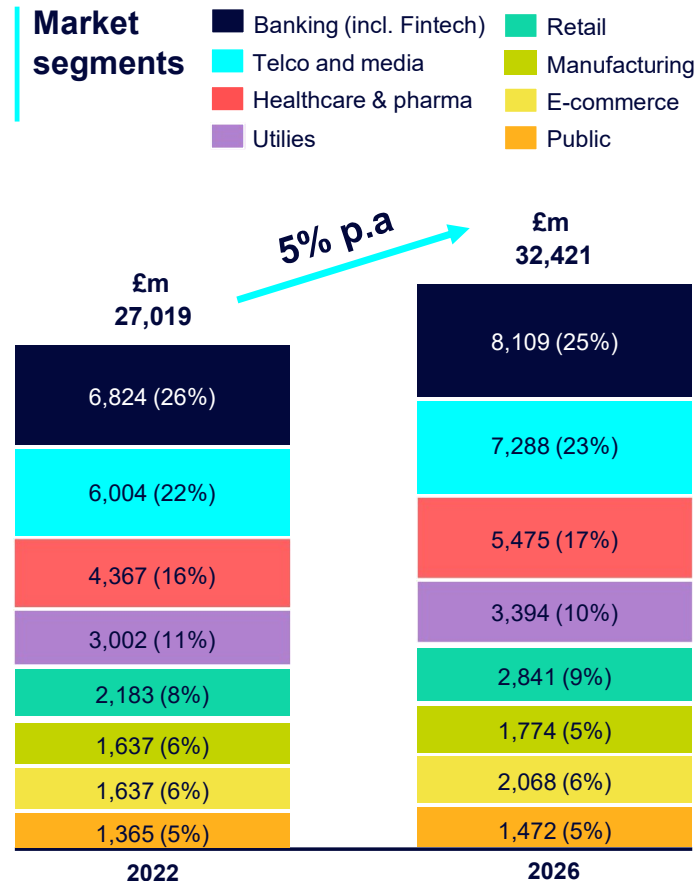 Market
segments
Banking (incl. Fintech)
Telco and media
Healthcare & pharma
Utilies
Retail
Manufacturing
E-commerce
Public
5% p.a
£m
27,019
£m
32,421
6,824 (26%)
6,004 (22%)
4,367 (16%)
3,002 (11%)
2,183 (8%)
1,637 (6%)
1,637 (6%)
1,365 (5%)
2022
8,109 (25%)
7,288 (23%)
5,475 (17%)
3,394 (10%)
2,841 (9%)
1,774 (5%)
2,068 (6%)
1,472 (5%)
2026